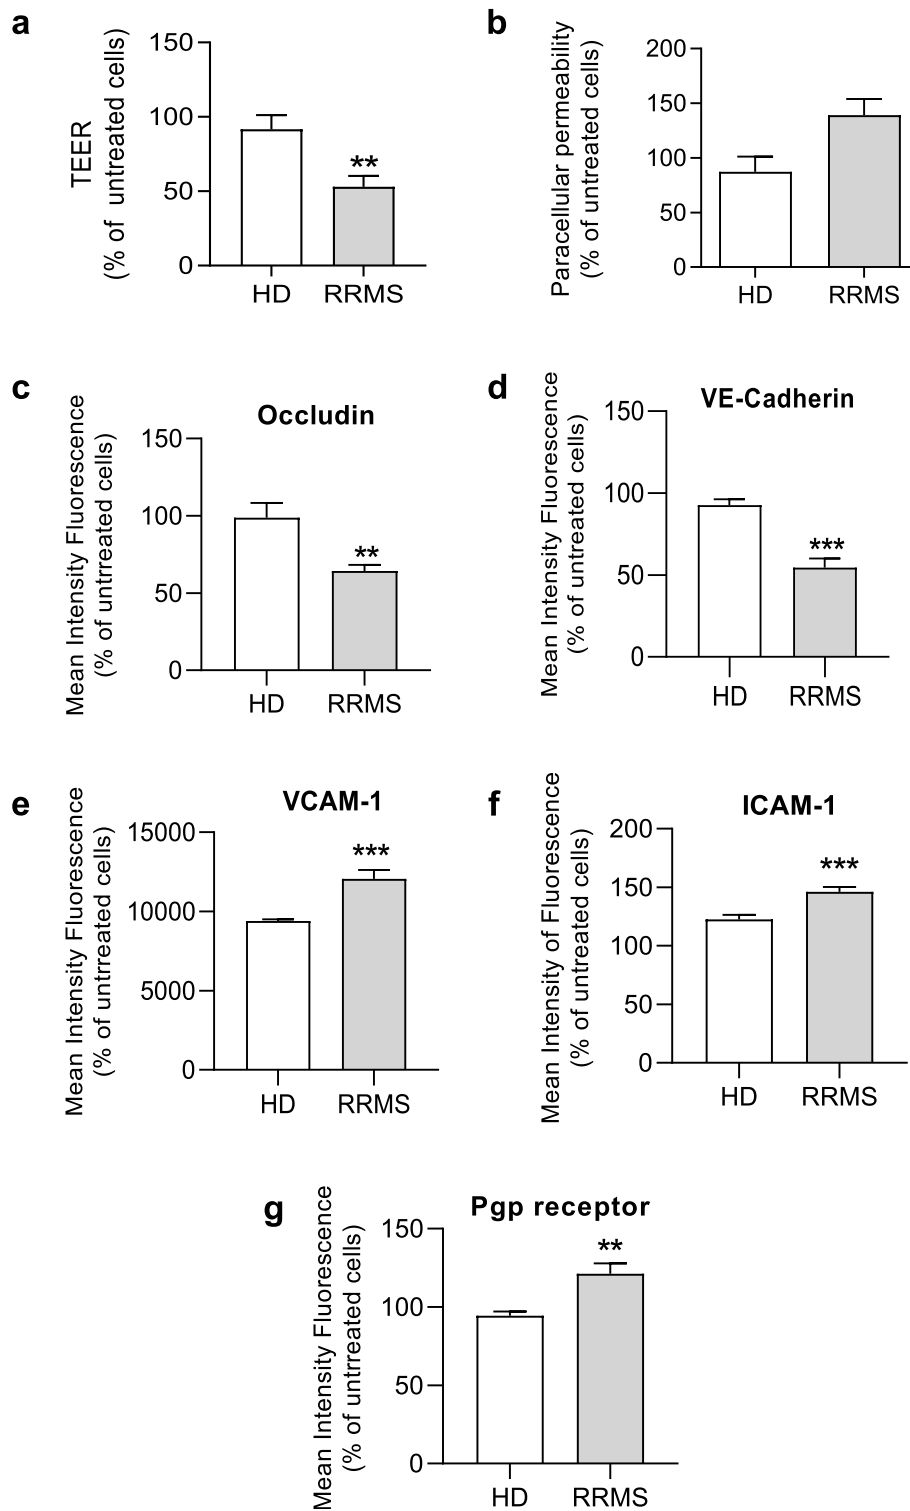 a
TEER
(% of untreated cells)
150
100
50
0
**
HD RRMS
b
Paracellular permeability
(% of untreated cells)
200
150
100
50
0
HD RRMS
c
Occludin
Mean Intensity Fluorescence
(% of untrreated cells)
150
100
50
0
**
HD RRMS
d
VE-Cadherin
Mean Intensity Fluorescence
(% of untreated cells)
150
100
50
0
***
HD RRMS
e
VCAM-1
Mean Intensity Fluorescence
(% of untrreated cells)
15000
10000
5000
0
***
HD RRMS
f
ICAM-1
Mean Intensity of Fluorescence
(% of untreated cells)
200
150
100
50
0
***
HD RRMS
g
Pgp receptor
Mean Intensity Fluorescence
(% of untrreated cells)
150
100
50
0
**
HD RRMS